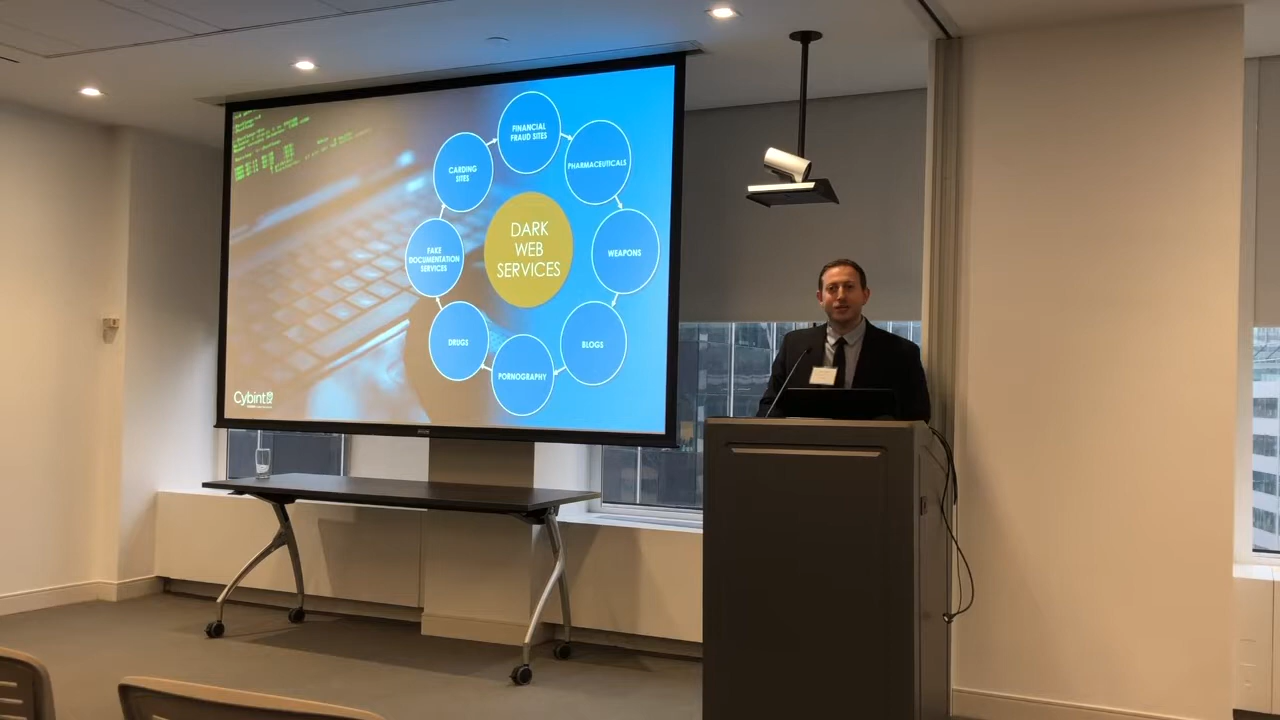 FINANCIAL
FRAUD SITES
PHARMACEUTICALS
WEAPONS
BLOGS
PORNOGRAPHY
DRUGS
FAKE
DOCUMENTATION
SERVICES
CARDING
SITES
DARK
WEB
SERVICES
Cybint